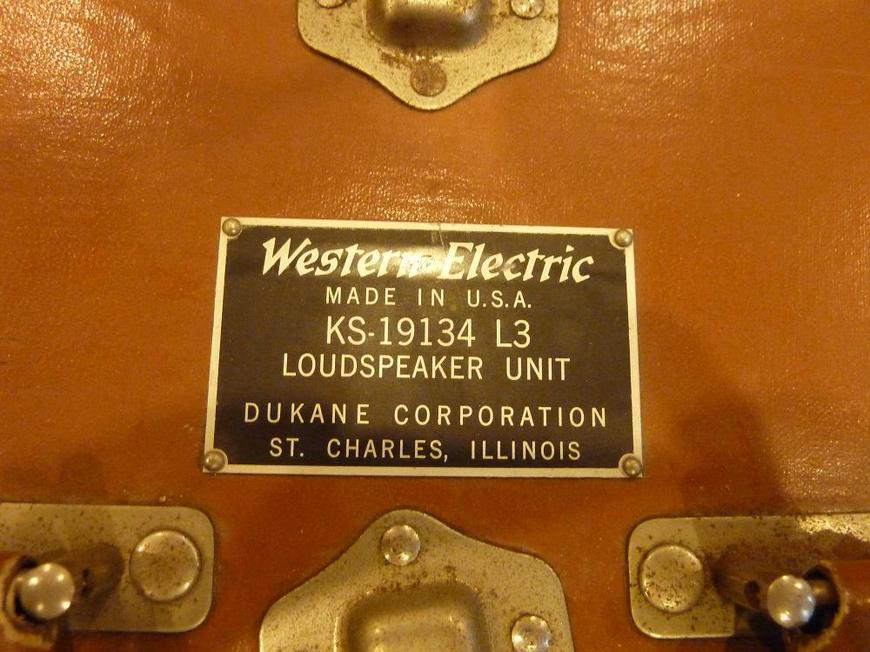 Western Electric
MADE IN U.S.A.
KS-19134 L3
LOUDSPEAKER UNIT
DUKANE CORPORATION
ST. CHARLES, ILLINOIS